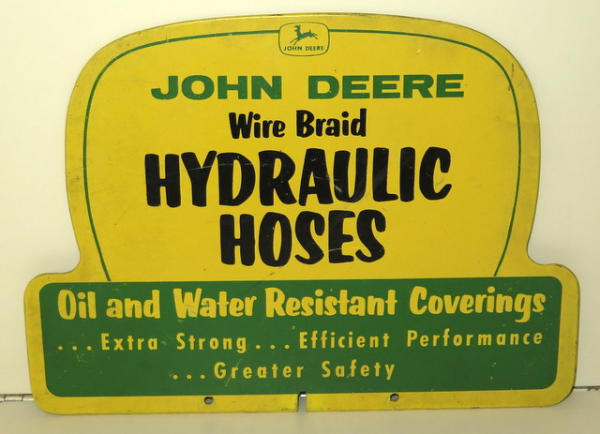 JOHN DEERE
JOHN DEERE
Wire Braid
HYDRAULIC
HOSES
Oil and Water Resistant Coverings
...Extra Strong...Efficient Performance
...Greater Safety